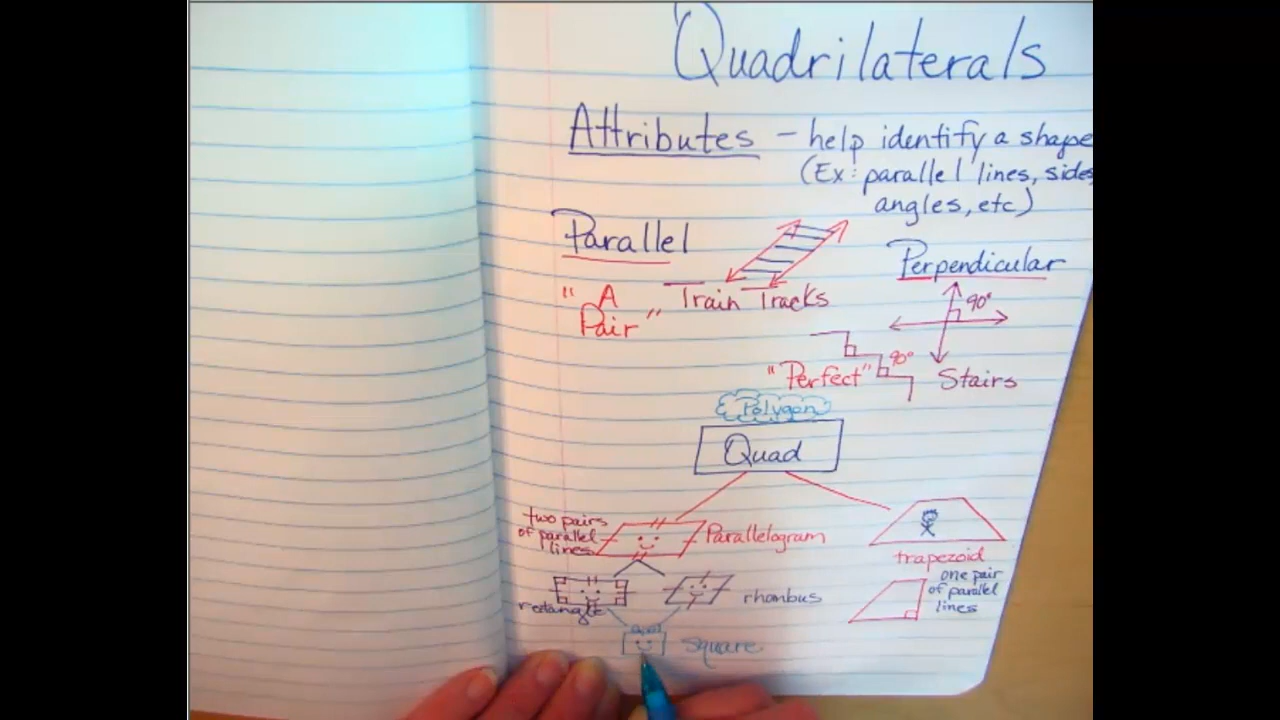 Quadrilaterals
Attributes - help identify a shape
(Ex: parallel lines, sides
angles, etc)
Parallel
Perpendicular
90°
" A
Pair "
Train Tracks
90°
"Perfect"
Stairs
Polygon
Quad
two pairs
of parallel
lines
Parallelogram
trapezoid
one pair
of parallel
lines
rectangle
rhombus
square